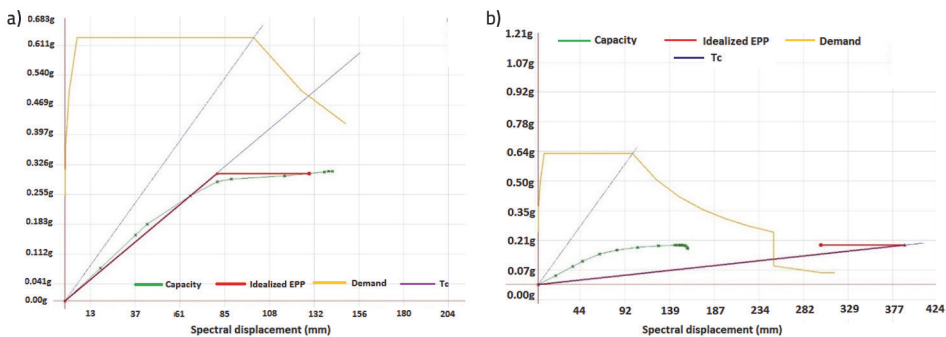 a)
0.683g
0.611g
0.540g
0.469g
0.397g
0.326g
0.255g
0.183g
0.112g
0.041g
0.00g
Capacity Idealized EPP Demand Tc
13 37 61 85 108 132 156 180 204
Spectral displacement (mm)
b)
1.21g
1.07g
0.92g
0.78g
0.64g
0.50g
0.35g
0.21g
0.07g
0.00g
Capacity Idealized EPP Demand
Tc
44 92 139 187 234 282 329 377 424
Spectral displacement (mm)